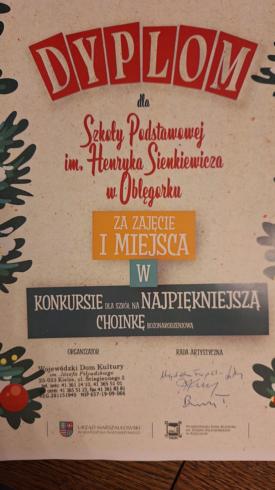 DYPLOM
dla
Szkoły Podstawowej
im. Henryka Sienkiewicza
w Oblęgorku
ZA ZAJĘCIE
I MIEJSCA
W
KONKURSIE DLA SZKÓŁ NA NAJPIĘKNIEJSZĄ
CHOINKĘ BOŻONARODZENIOWĄ
ORGANIZATOR
RADA ARTYSTYCZNA
Wojewódzki Dom Kultury
im. Józefa Piłsudskiego
25-033 Kielce, ul. Ściegiennego 2
URZĄD MARSZAŁKOWSKI